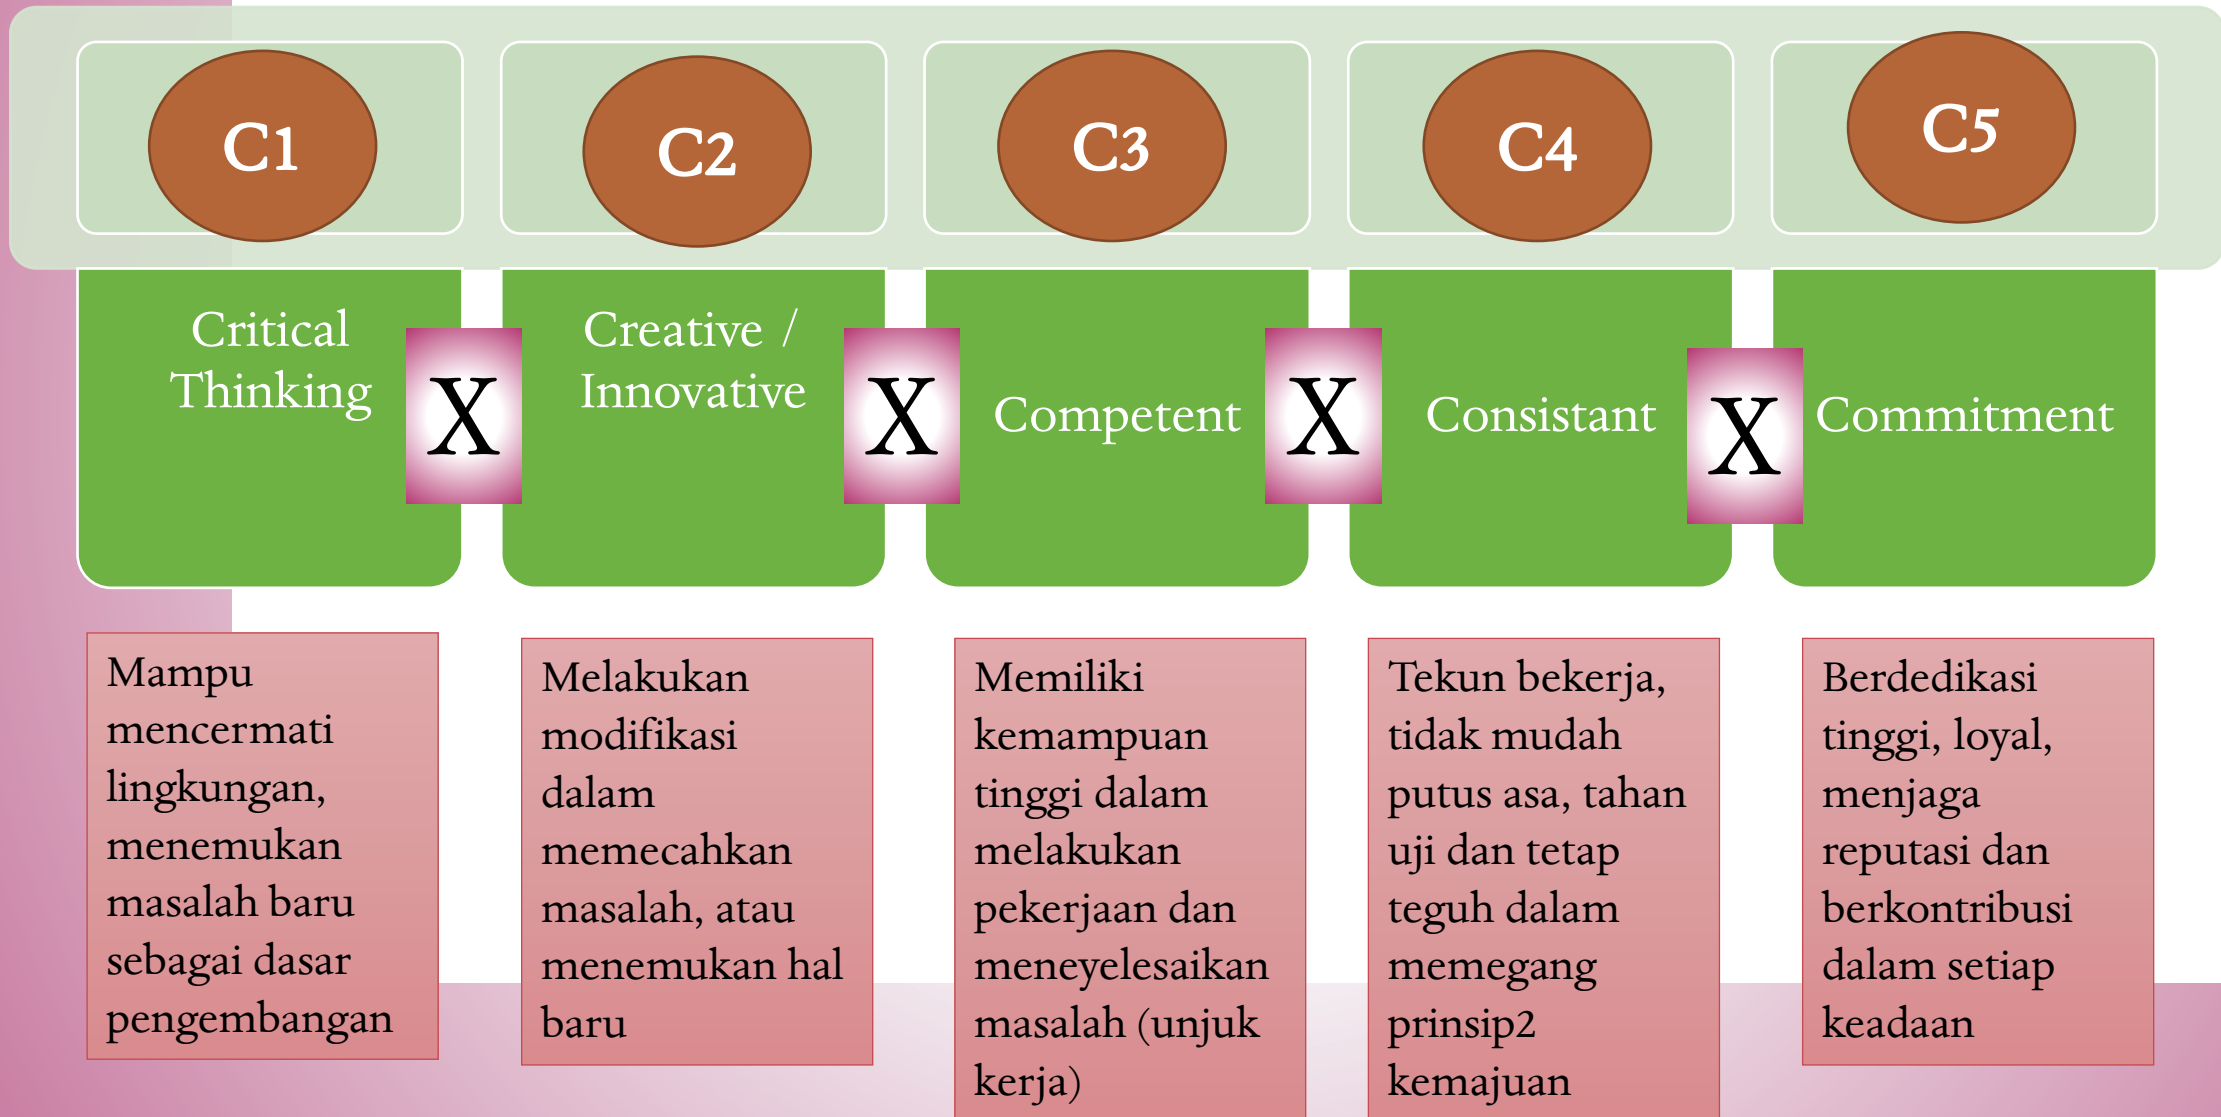 C1
C2
C3
C4
C5
Critical
Thinking
X
Creative /
Innovative
X
Competent
X
Consistant
X
Commitment
Mampu
mencermati
lingkungan,
menemukan
masalah baru
sebagai dasar
pengembangan
Melakukan
modifikasi
dalam
memecahkan
masalah, atau
menemukan hal
baru
Memiliki
kemampuan
tinggi dalam
melakukan
pekerjaan dan
meneyelesaikan
masalah (unjuk
kerja)
Tekun bekerja,
tidak mudah
putus asa, tahan
uji dan tetap
teguh dalam
memegang
prinsip2
kemajuan
Berdedikasi
tinggi, loyal,
menjaga
reputasi dan
berkontribusi
dalam setiap
keadaan